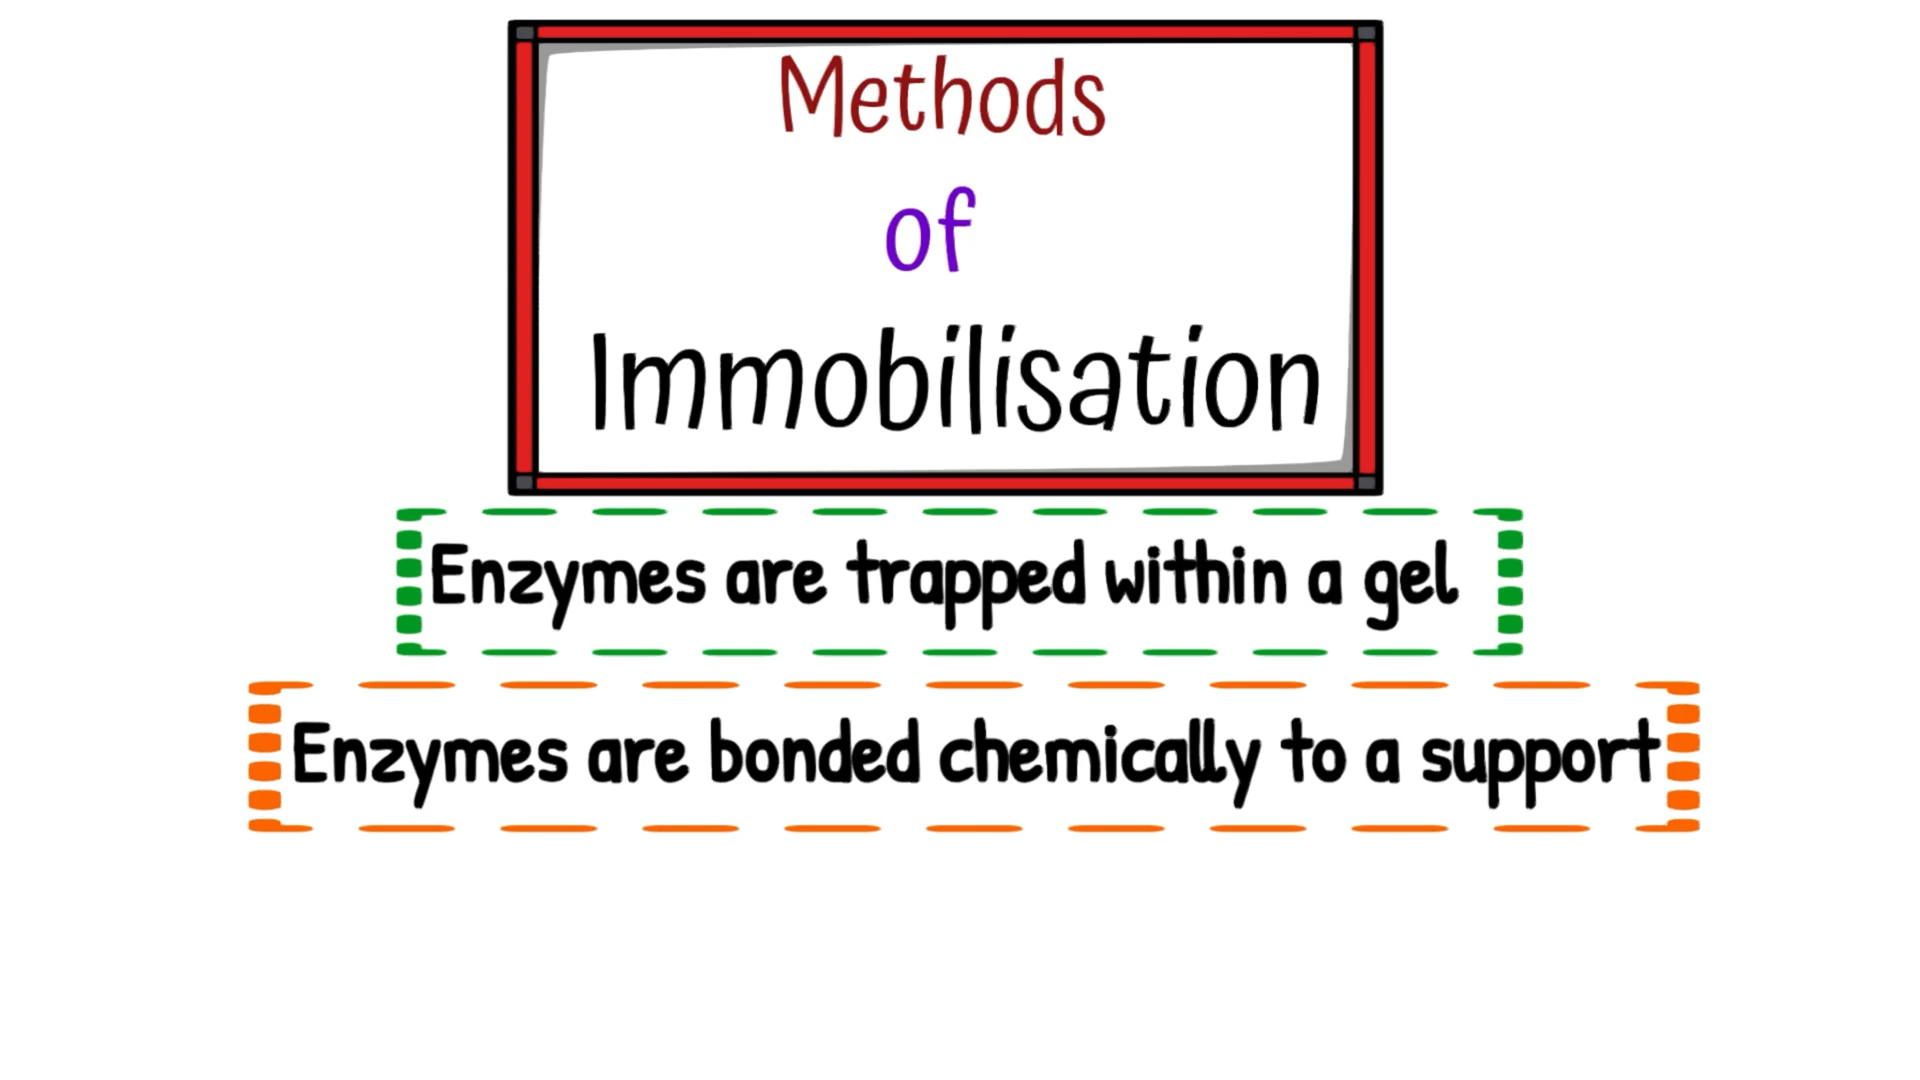 Methods
of
Immobilisation
Enzymes are trapped within a gel
Enzymes are bonded chemically to a support